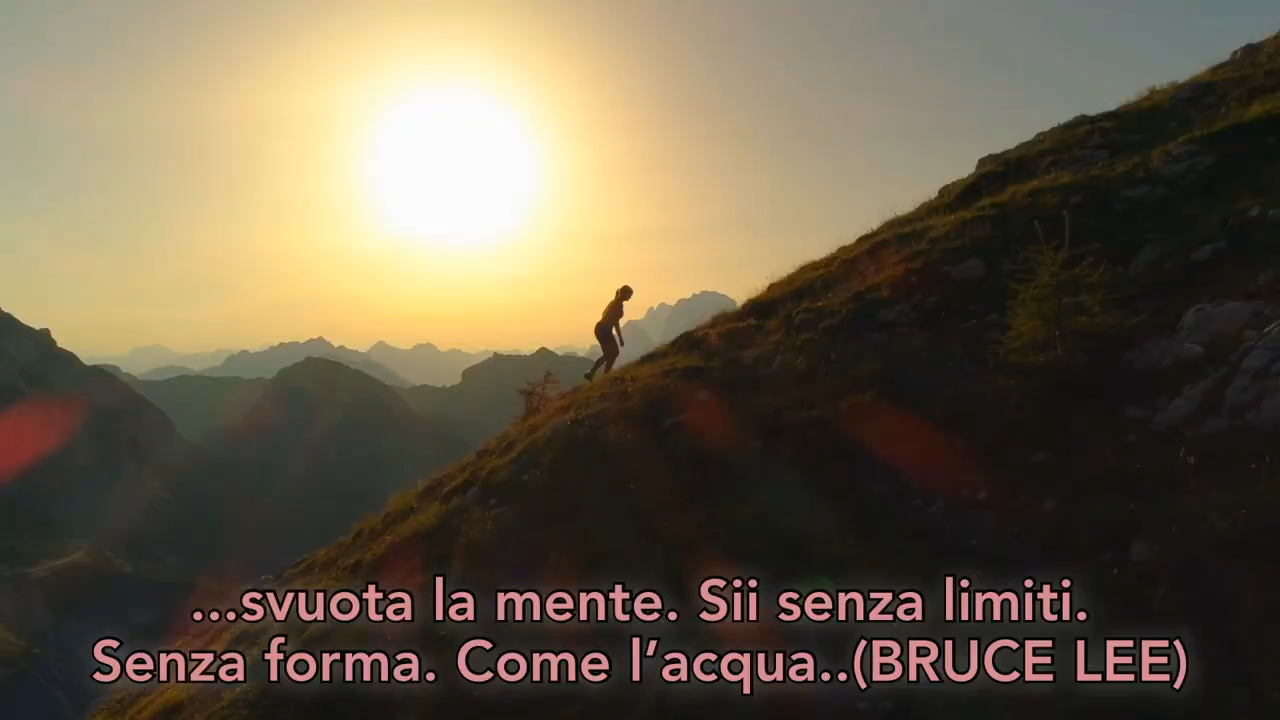 ...svuota la mente. Sii senza limiti.
Senza forma. Come l’acqua..(BRUCE LEE)